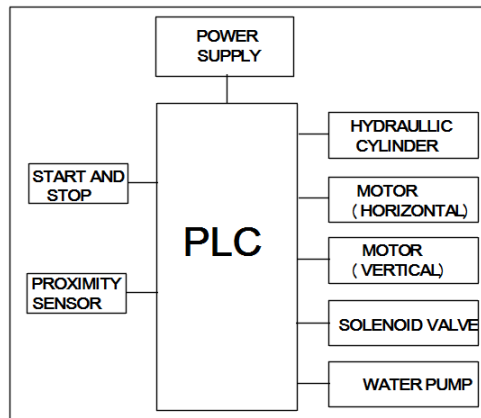 POWER
SUPPLY
START AND
STOP
PROXIMITY
SENSOR
PLC
HYDRAULLIC
CYLINDER
MOTOR
( HORIZONTAL)
MOTOR
( VERTICAL)
SOLENOID VALVE
WATER PUMP